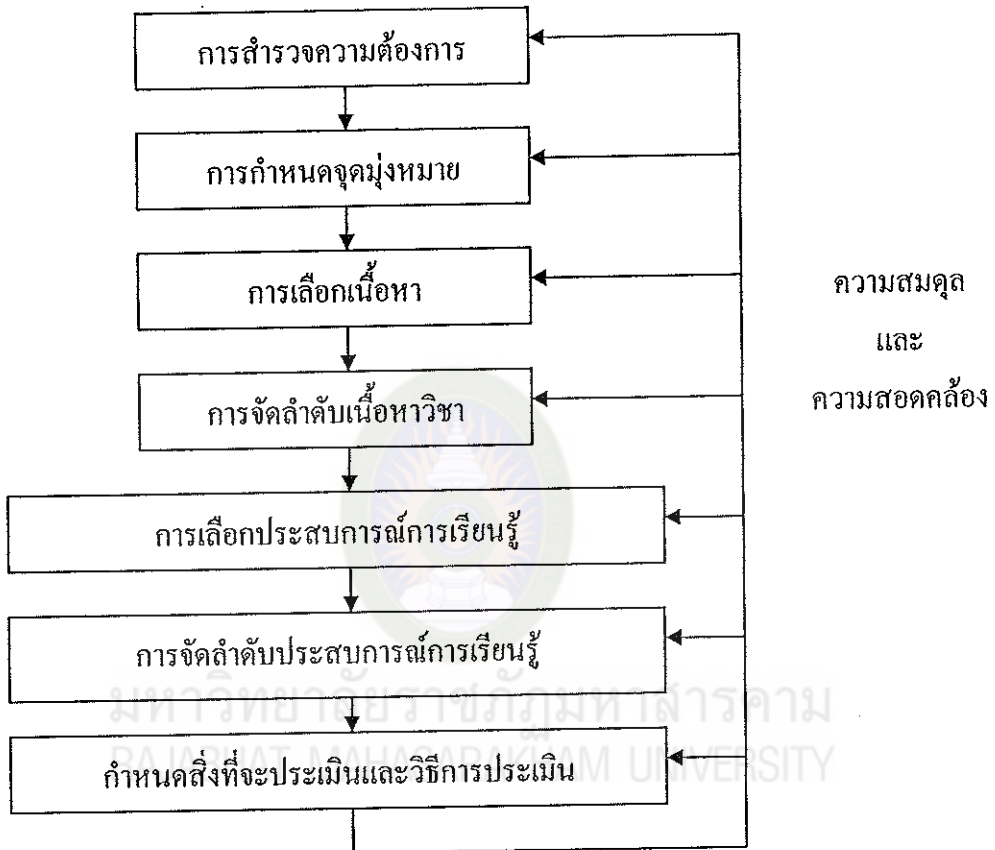 การสำรวจความต้องการ
การกำหนดจุดมุ่งหมาย
การเลือกเนื้อหา
การจัดลำดับเนื้อหาวิชา
การเลือกประสบการณ์การเรียนรู้
การจัดลำดับประสบการณ์การเรียนรู้
กำหนดสิ่งที่จะประเมินและวิธีการประเมิน
ความสมดุล
และ
ความสอดคล้อง
มหาวิทยาลัยราชภัฏมหาสารคาม
RAJABHAT MAHASARAKHAM UNIVERSITY